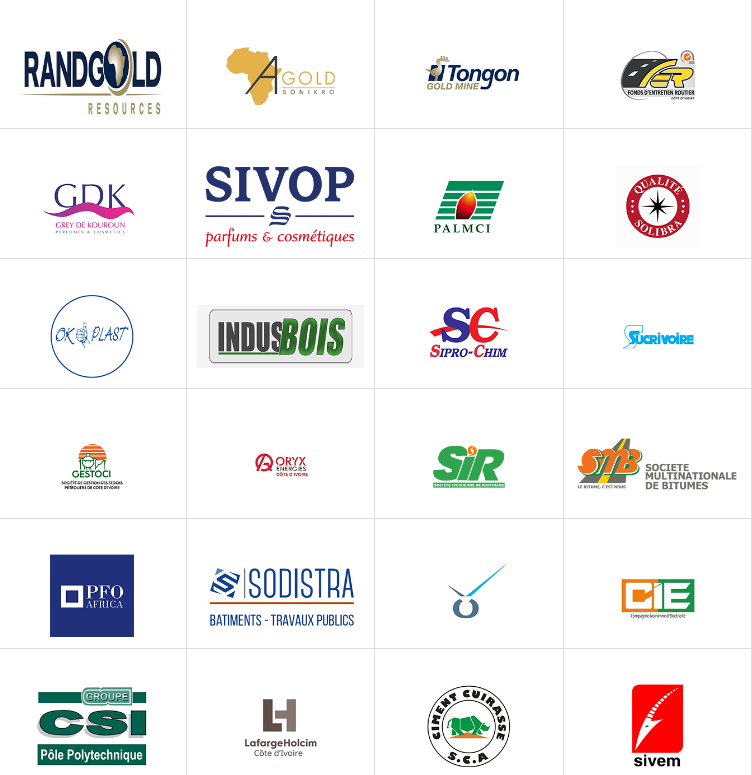 RANDGOLD
RESOURCES
AGOLD
BONIKRO
Tongon
GOLD MINE
FER
FONDS D'ENTRETIEN ROUTIER
CÔTE D'IVOIRE
GDK
GREY DE KOUROUN
PERFUMES & COSMETICS
SIVOP
parfums & cosmétiques
PALMCI
QUALITÉ
SOLIBRA
OK PLAST
INDUSBOIS
SC
SIPRO-CHIM
SUCRIVOIRE
GESTOCI
SOCIÉTÉ DE GESTION DES STOCKS
PÉTROLIERS DE CÔTE D'IVOIRE
ORYX
ENERGIES
CÔTE D'IVOIRE
SIR
SOCIETE IVOIRIENNE DE RAFFINAGE
SMB
LE BITUME, C'EST NOUS
SOCIETE
MULTINATIONALE
DE BITUMES
PFO
AFRICA
SODISTRA
BATIMENTS - TRAVAUX PUBLICS
CIE
Compagnie Ivoirienne d'Electricité
GROUPE
CSI
Pôle Polytechnique
LH
LafargeHolcim
Côte d'Ivoire
CIMENT CUIRASSE
S.C.A
sivem